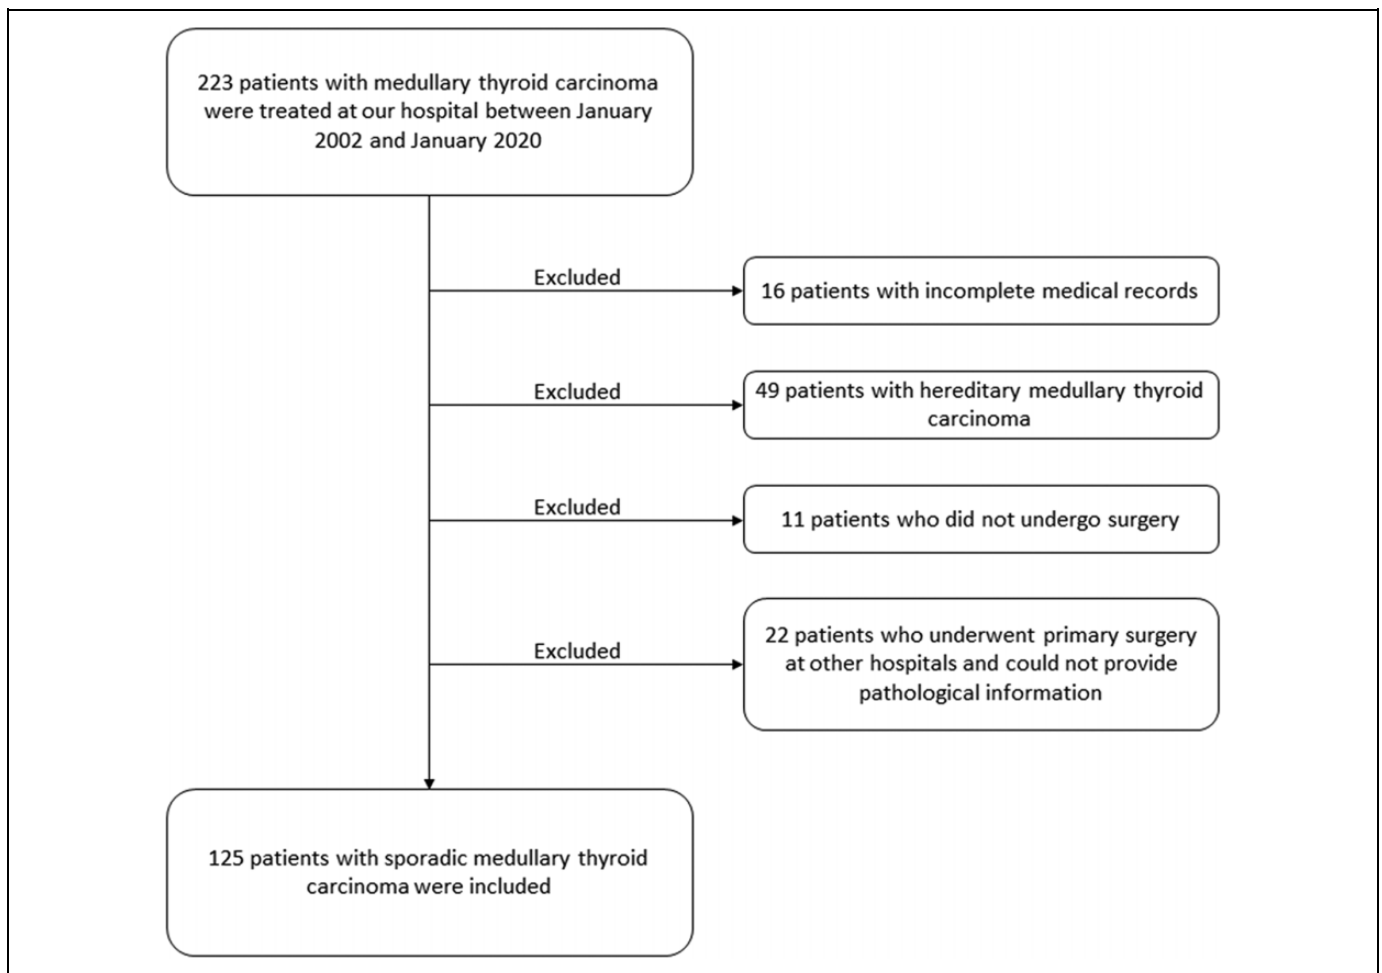 223 patients with medullary thyroid carcinoma
were treated at our hospital between January
2002 and January 2020
Excluded
16 patients with incomplete medical records
Excluded
49 patients with hereditary medullary thyroid
carcinoma
Excluded
11 patients who did not undergo surgery
Excluded
22 patients who underwent primary surgery
at other hospitals and could not provide
pathological information
125 patients with sporadic medullary thyroid
carcinoma were included